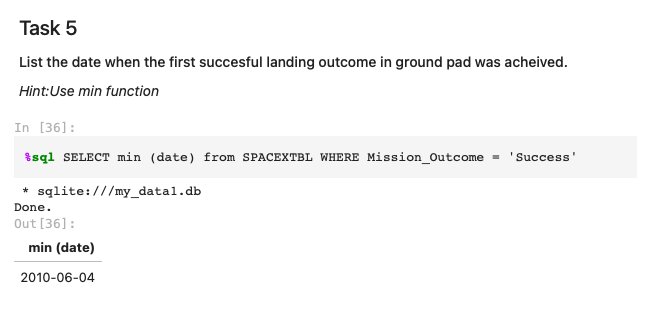 Task 5
List the date when the first succesful landing outcome in ground pad was acheived.
Hint:Use min function
In [36]:
%sql SELECT min (date) from SPACEXTBL WHERE Mission_Outcome = 'Success'
* sqlite:///my_data1.db
Done.
Out[36]:
min (date)
2010-06-04